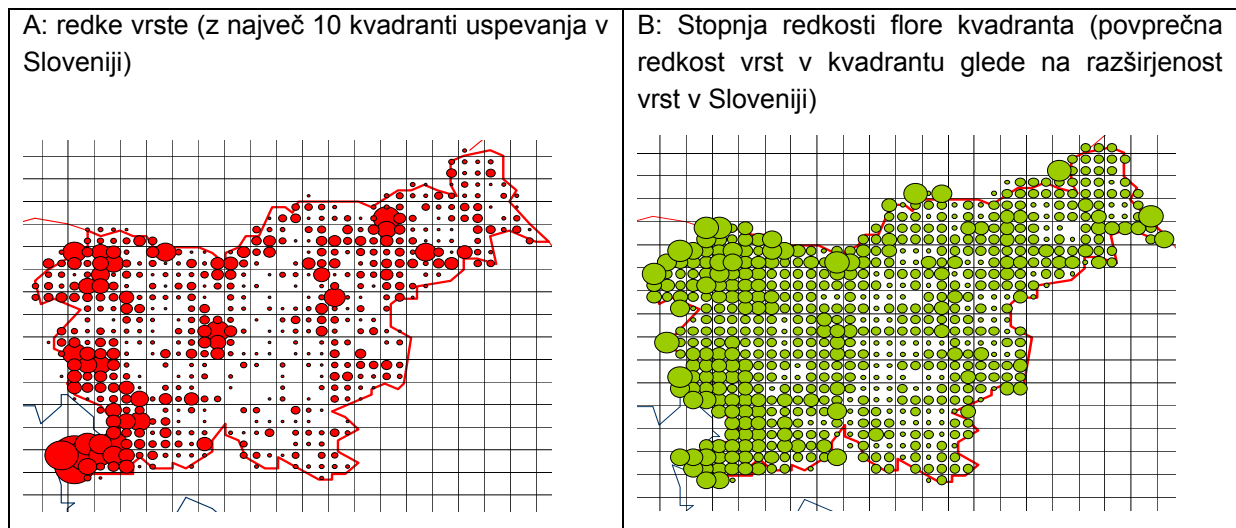 A: redke vrste (z največ 10 kvadranti uspevanja v
Sloveniji)
B: Stopnja redkosti flore kvadranta (povprečna
redkost vrst v kvadrantu glede na razširjenost
vrst v Sloveniji)